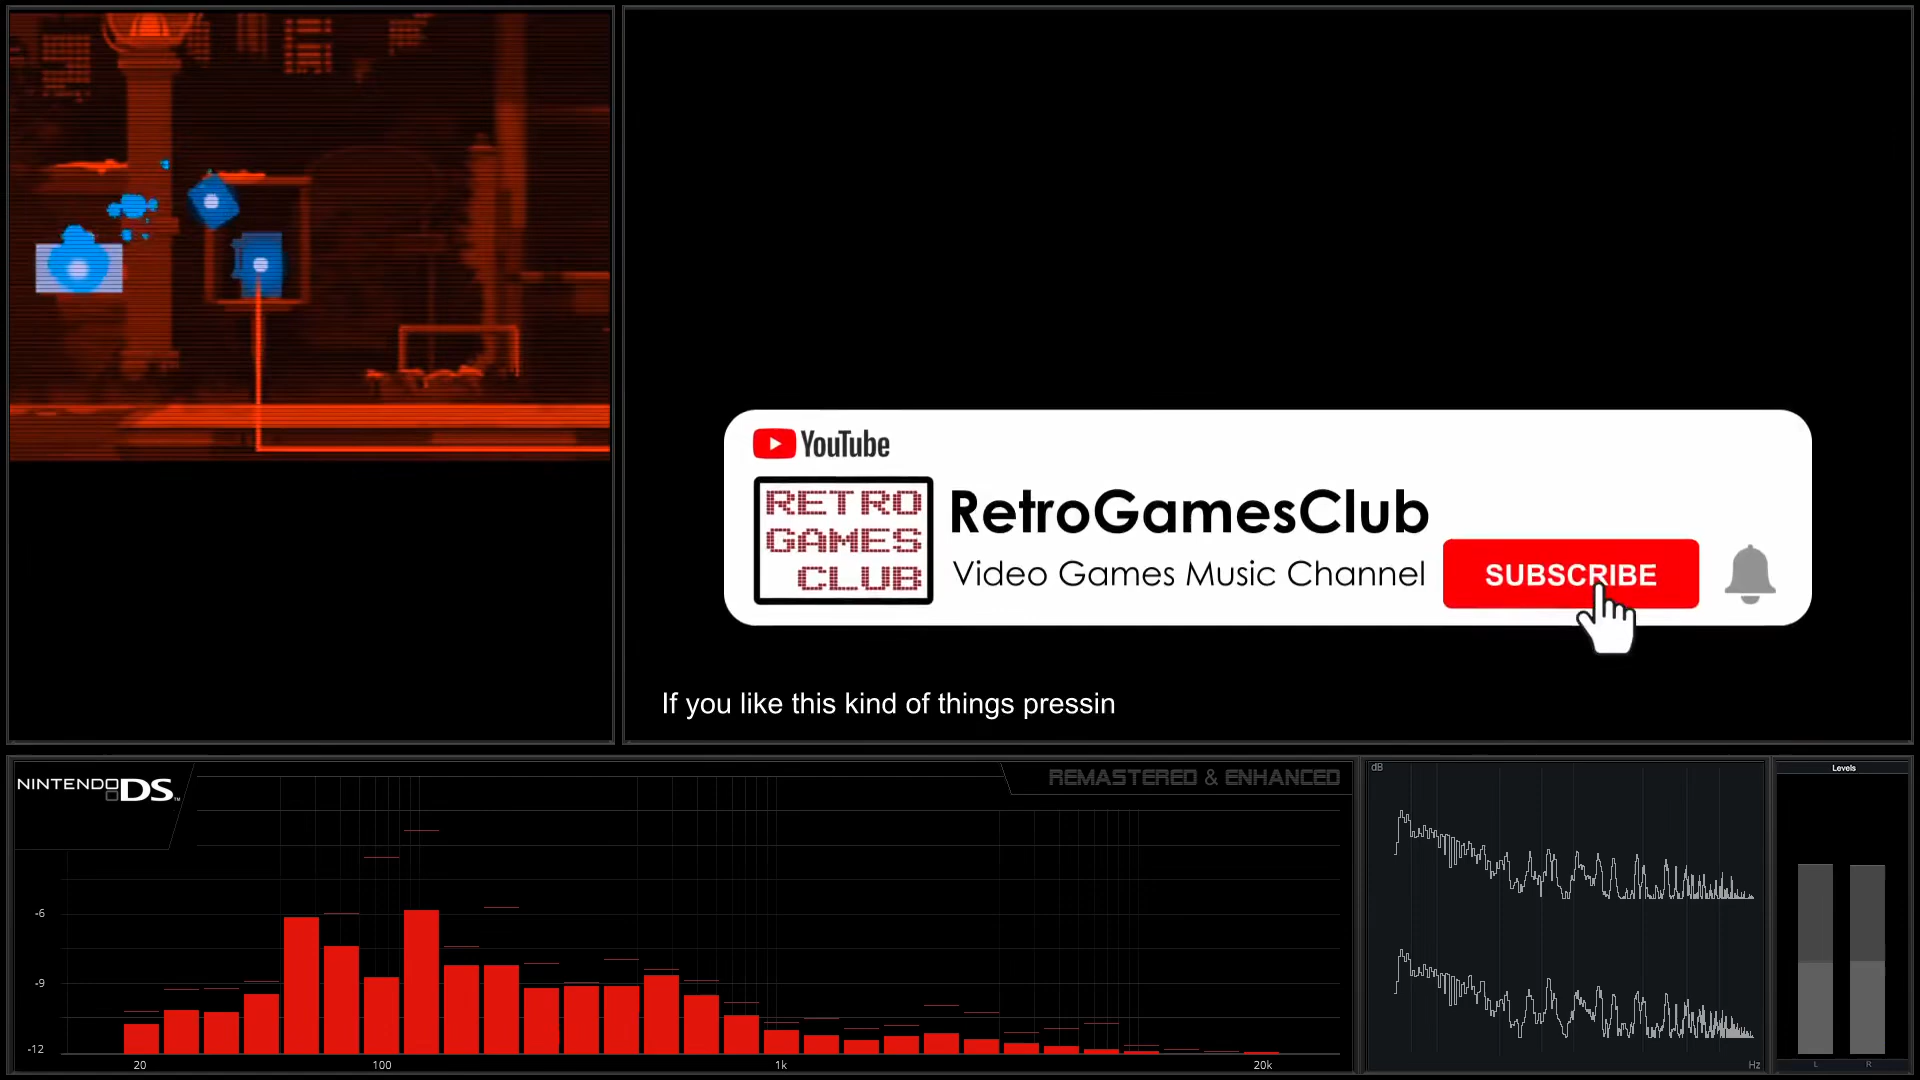 YouTube
RETRO
GAMES
CLUB
RetroGamesClub
Video Games Music Channel
SUBSCRIBE
If you like this kind of things pressin
NINTENDO DS™
REMASTERED & ENHANCED
-6
-9
-12
20
100
1k
20k
dB
Hz
Levels
L
R